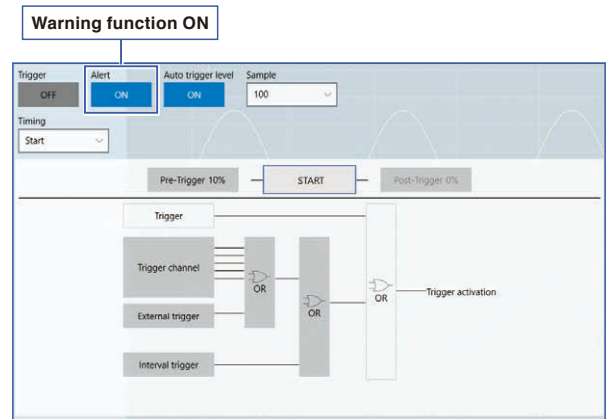 Warning function ON
Trigger
Alert
Auto trigger level
Sample
OFF
ON
ON
100
Timing
Start
Pre-Trigger 10%
START
Post-Trigger 0%
Trigger
Trigger channel
OR
External trigger
OR
OR
Trigger activation
Interval trigger